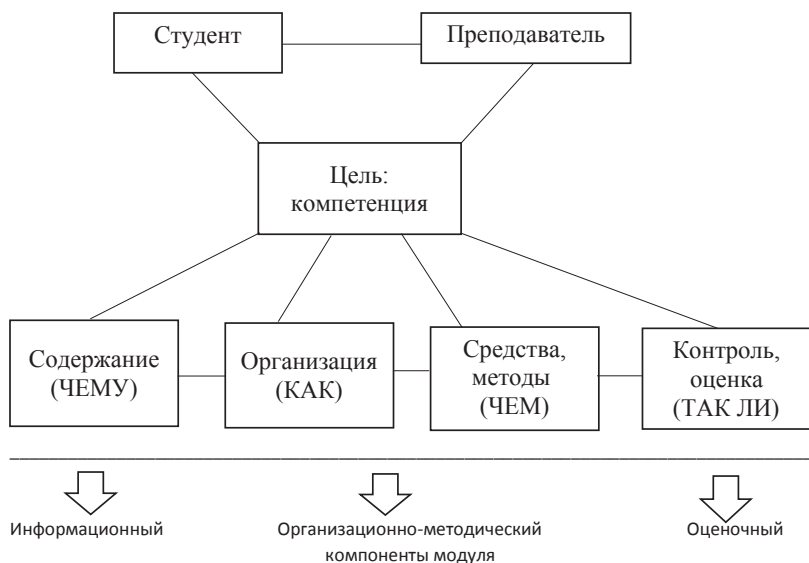 Студент
Преподаватель
Цель:
компетенция
Содержание
(ЧЕМУ)
Организация
(КАК)
Средства,
методы
(ЧЕМ)
Контроль,
оценка
(ТАК ЛИ)
Информационный
Организационно-методический
Оценочный
компоненты модуля